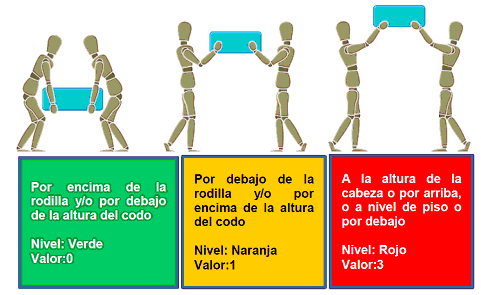 Por encima de la
rodilla y/o por debajo
de la altura del codo
Nivel: Verde
Valor:0
Por debajo de la
rodilla y/o por
encima de la altura
del codo
Nivel: Naranja
Valor:1
A la altura de la
cabeza o por arriba,
o a nivel de piso o
por debajo
Nivel: Rojo
Valor:3